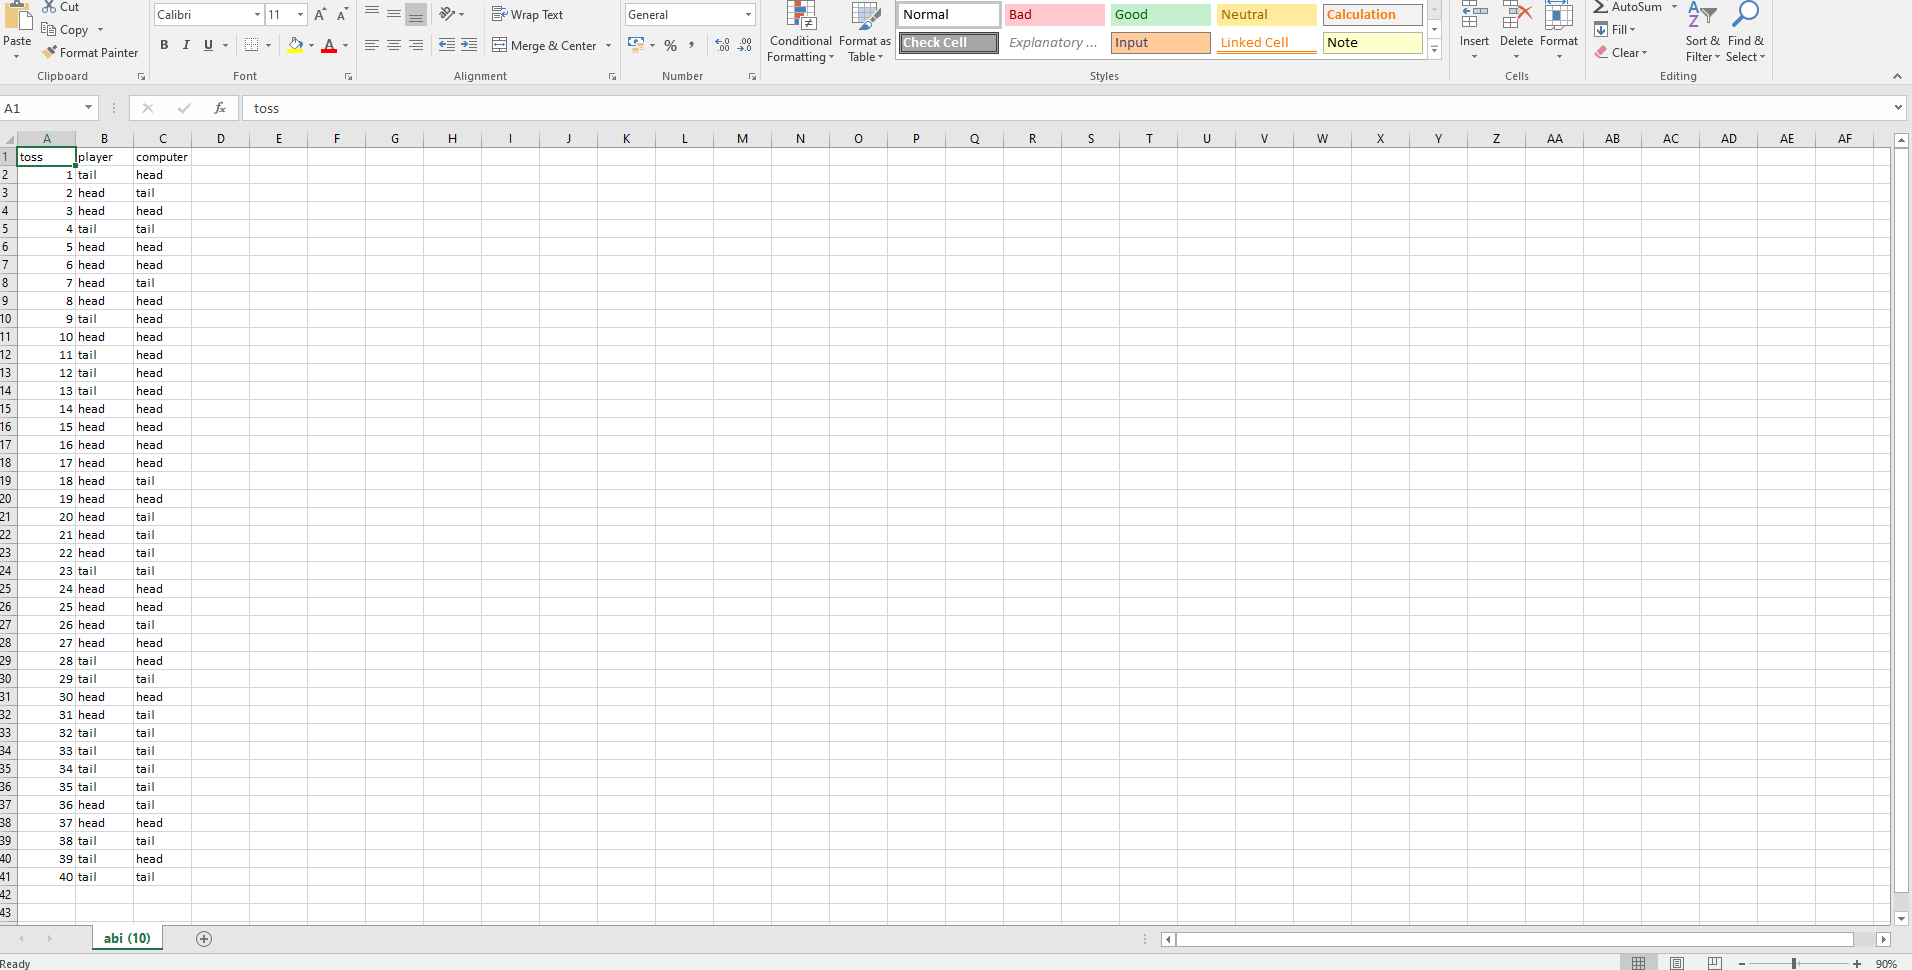 Cut
Copy
Format Painter
Paste
Clipboard
Calibri 11 A A
B I U A
Font
Wrap Text
Merge & Center
Alignment
General
% , .00 .0
Number
Conditional Formatting
Format as Table
Normal Bad Good Neutral Calculation
Check Cell Explanatory ... Input Linked Cell Note
Styles
Insert Delete Format
Cells
AutoSum
Fill
Clear
Sort & Filter
Find & Select
Editing
A1 fx toss
A B C D E F G H I J K L M N O P Q R S T U V W X Y Z AA AB AC AD AE AF
1 toss player computer
2 1 tail head
3 2 head tail
4 3 head head
5 4 tail tail
6 5 head head
7 6 head head
8 7 head tail
9 8 head head
10 9 tail head
11 10 head head
12 11 tail head
13 12 tail head
14 13 tail head
15 14 head head
16 15 head head
17 16 head head
18 17 head head
19 18 head tail
20 19 head head
21 20 head tail
22 21 head tail
23 22 head tail
24 23 tail tail
25 24 head head
26 25 head head
27 26 head tail
28 27 head head
29 28 tail head
30 29 tail tail
31 30 head head
32 31 head tail
33 32 tail tail
34 33 tail tail
35 34 tail tail
36 35 tail tail
37 36 head tail
38 37 head head
39 38 tail tail
40 39 tail head
41 40 tail tail
42
43
abi (10)
Ready 90%